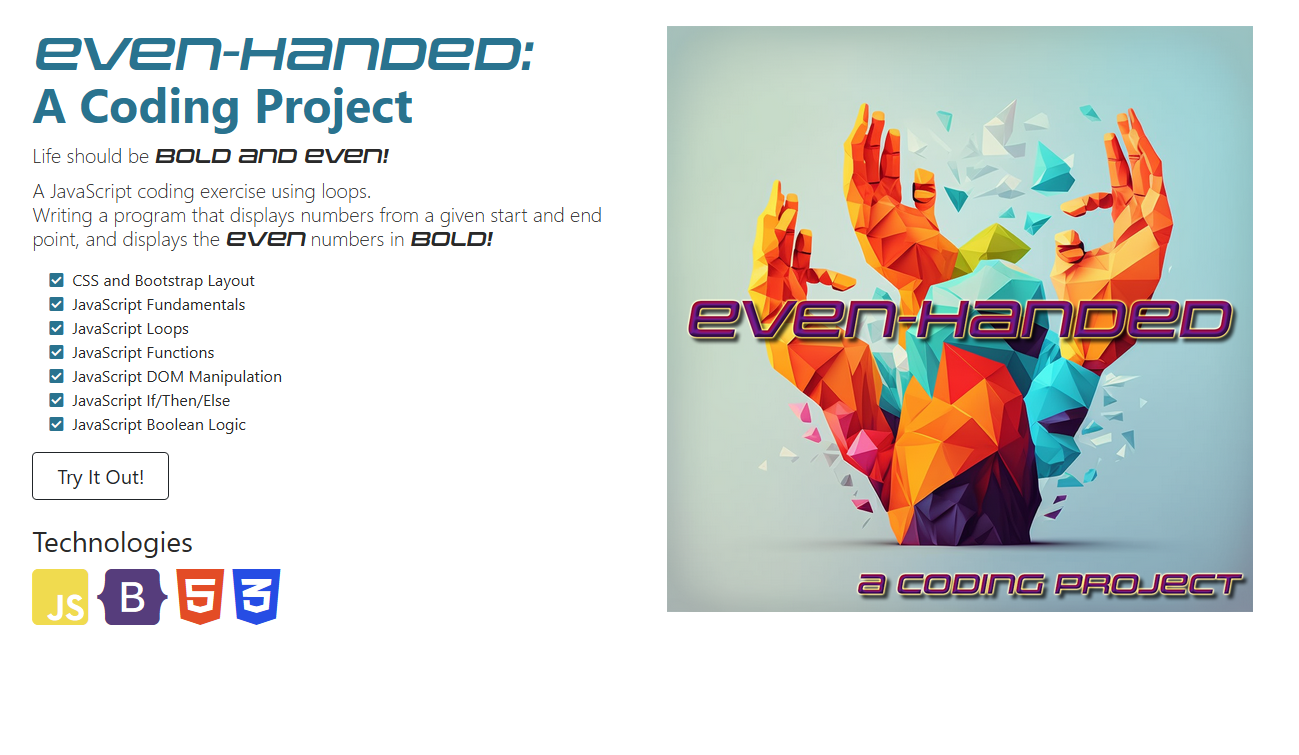 even-Handed:
A Coding Project
Life should be BOLD AND EVEN!
A JavaScript coding exercise using loops.
Writing a program that displays numbers from a given start and end
point, and displays the EVEN numbers in BOLD!
CSS and Bootstrap Layout
JavaScript Fundamentals
JavaScript Loops
JavaScript Functions
JavaScript DOM Manipulation
JavaScript If/Then/Else
JavaScript Boolean Logic
Try It Out!
Technologies
JS
B
5
3
even-Handed
A CODING PROJECT